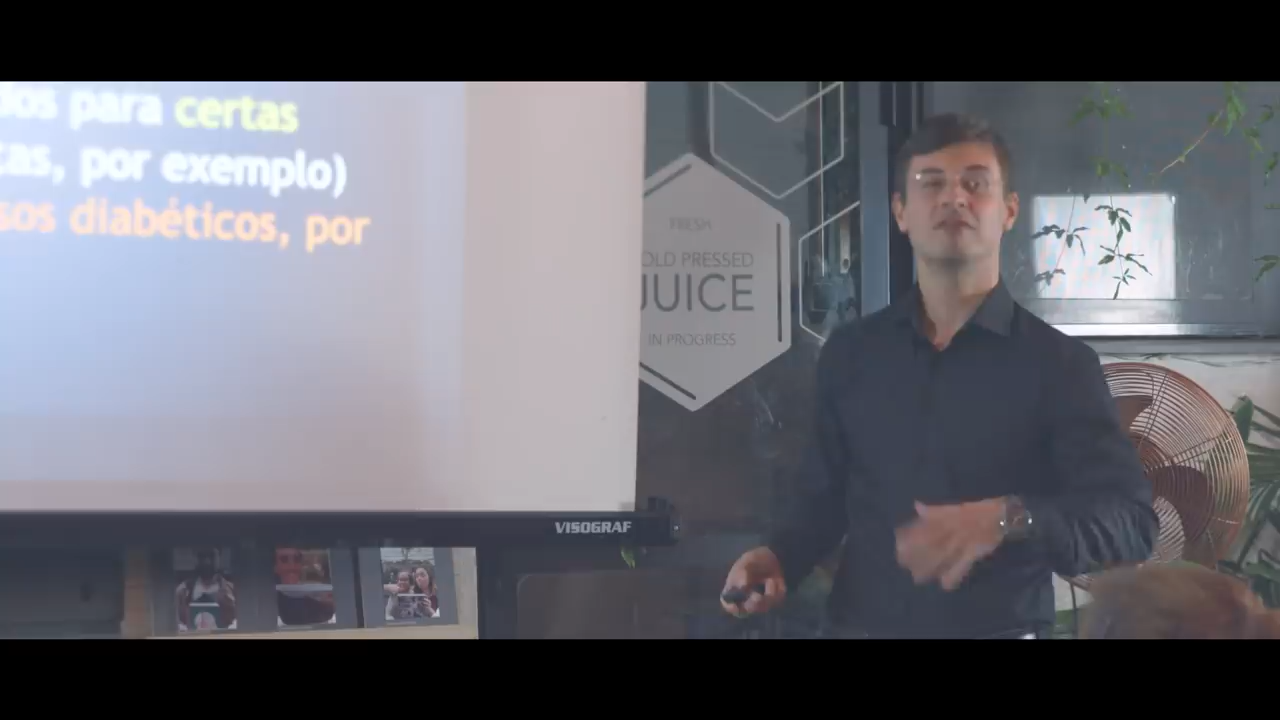 para certas
por exemplo)
diabéticos, por
FRESH
OLD PRESSED
JUICE
IN PROGRESS
VISOGRAF